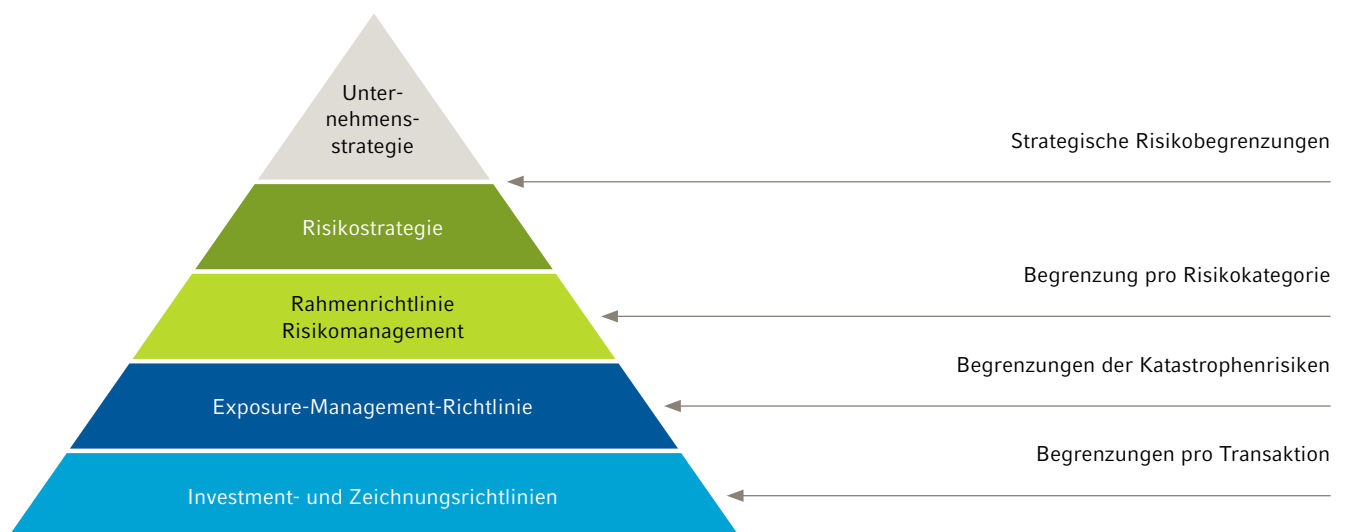 Unter-
nehmens-
strategie
Strategische Risikobegrenzungen
Risikostrategie
Begrenzung pro Risikokategorie
Rahmenrichtlinie
Risikomanagement
Begrenzungen der Katastrophenrisiken
Exposure-Management-Richtlinie
Begrenzungen pro Transaktion
Investment- und Zeichnungsrichtlinien